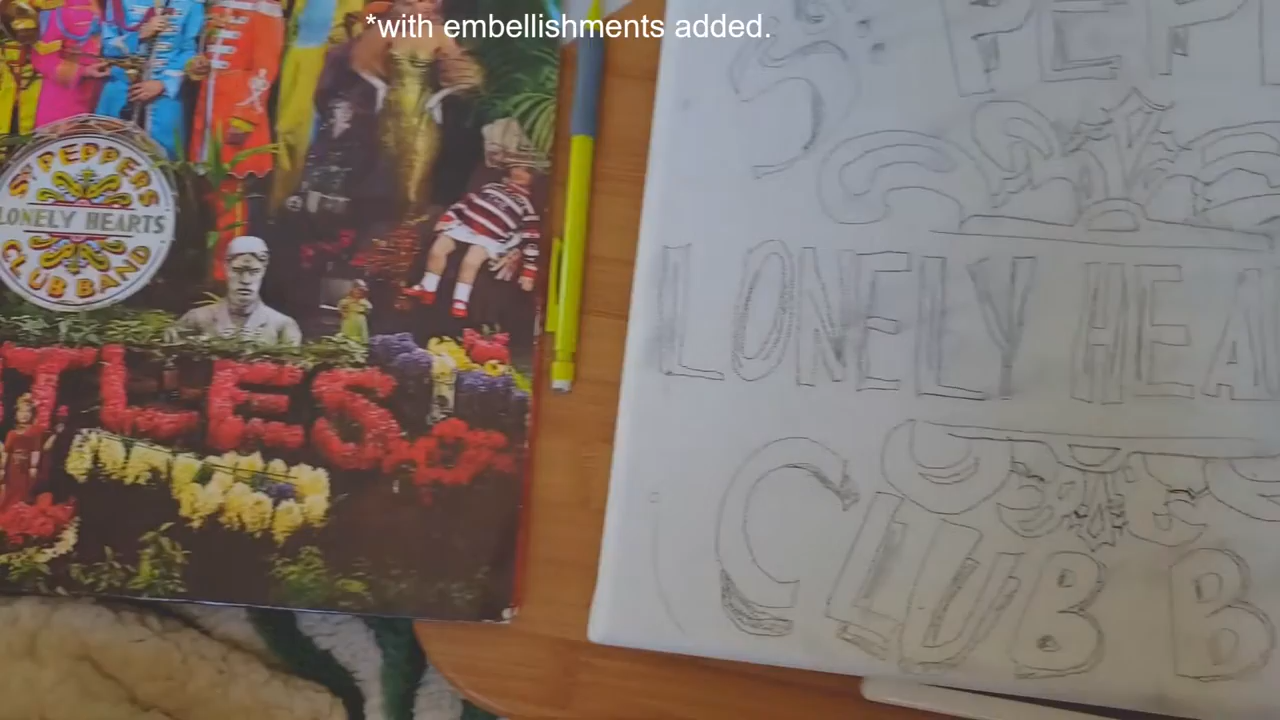 *with embellishments added.
SGT PEPPERS
LONELY HEARTS
CLUB BAND
TLES
PEP
LONELY HEA
CLUB B